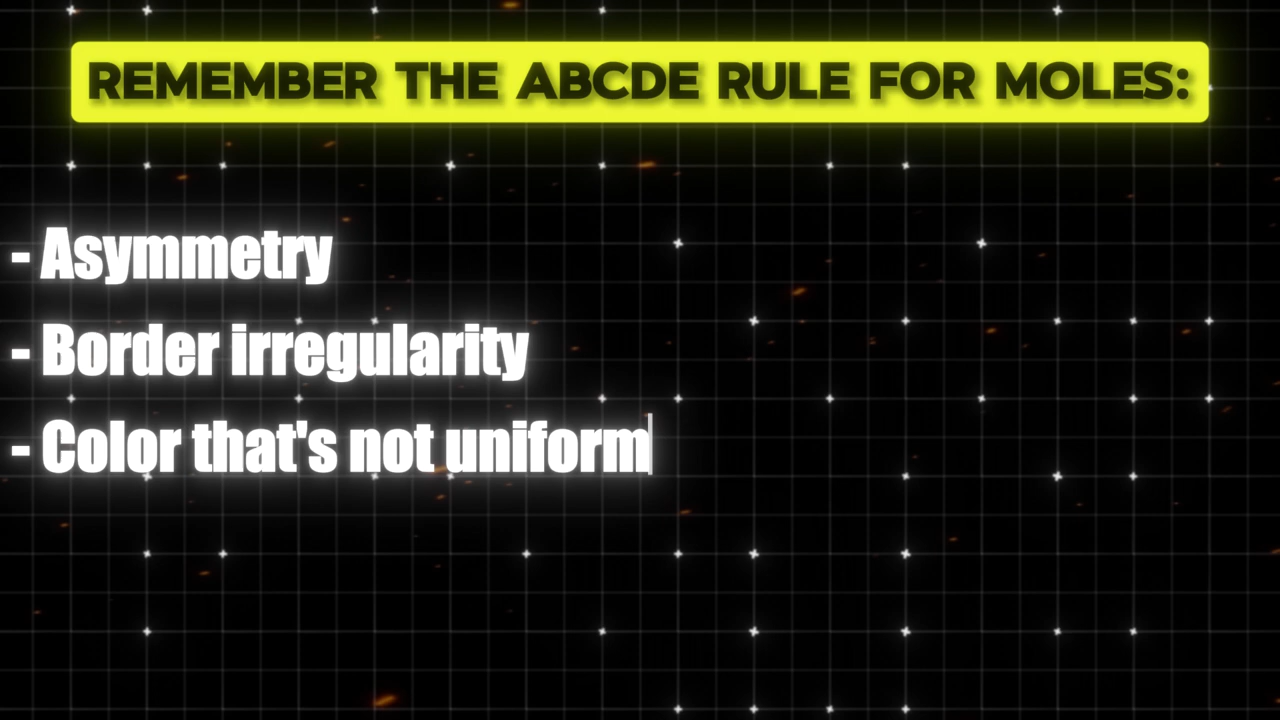 REMEMBER THE ABCDE RULE FOR MOLES:
- Asymmetry
- Border irregularity
- Color that's not uniform